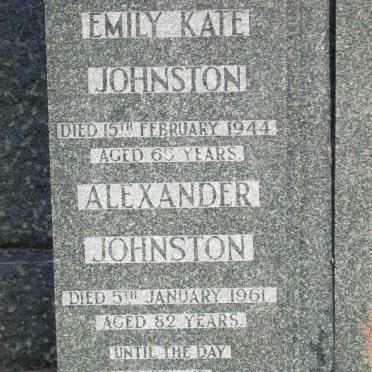 EMILY KATE
JOHNSTON
DIED 15TH FEBRUARY 1944
AGED 65 YEARS.
ALEXANDER
JOHNSTON
DIED 5TH JANUARY 1961
AGED 82 YEARS.
UNTIL THE DAY